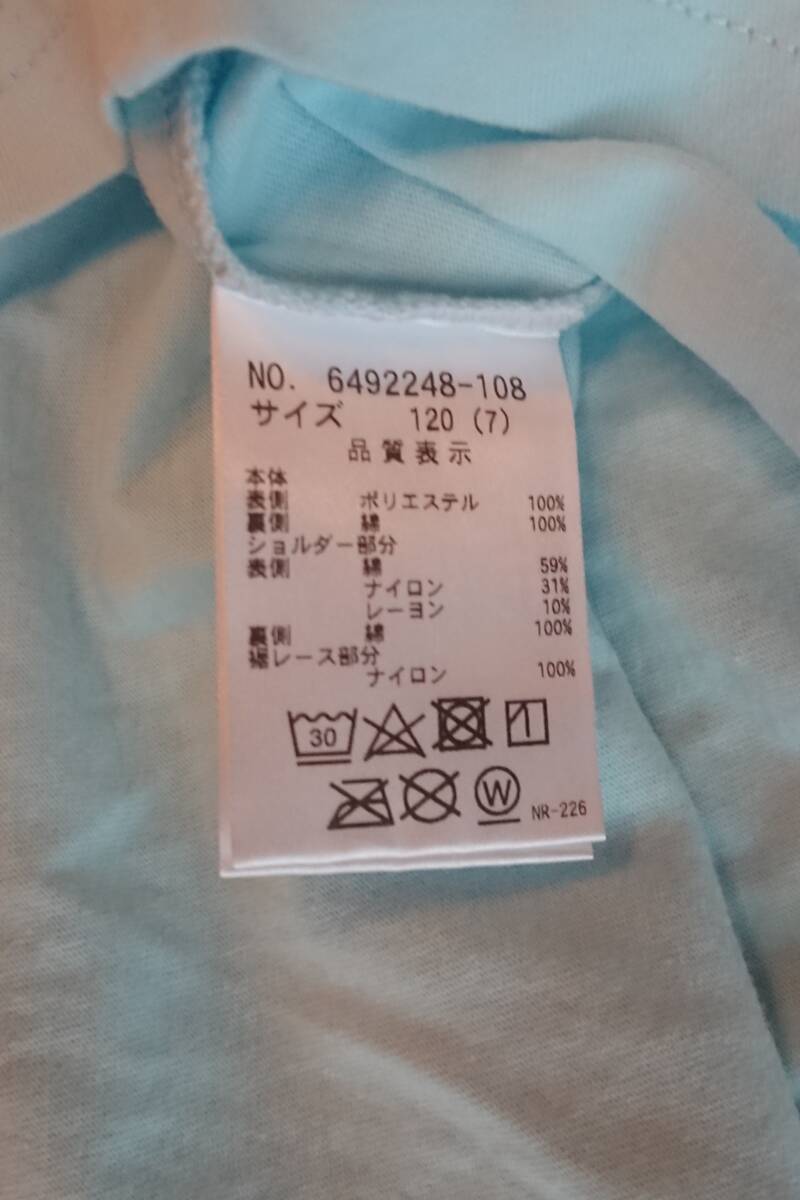 NO. 6492248-108
サイズ 120 (7)
品質表示
本体
表側 ポリエステル 100%
裏側 綿 100%
ショルダー部分
表側 綿 59%
ナイロン 31%
レーヨン 10%
裏側 綿 100%
裾レース部分
ナイロン 100%
30
W NR-226